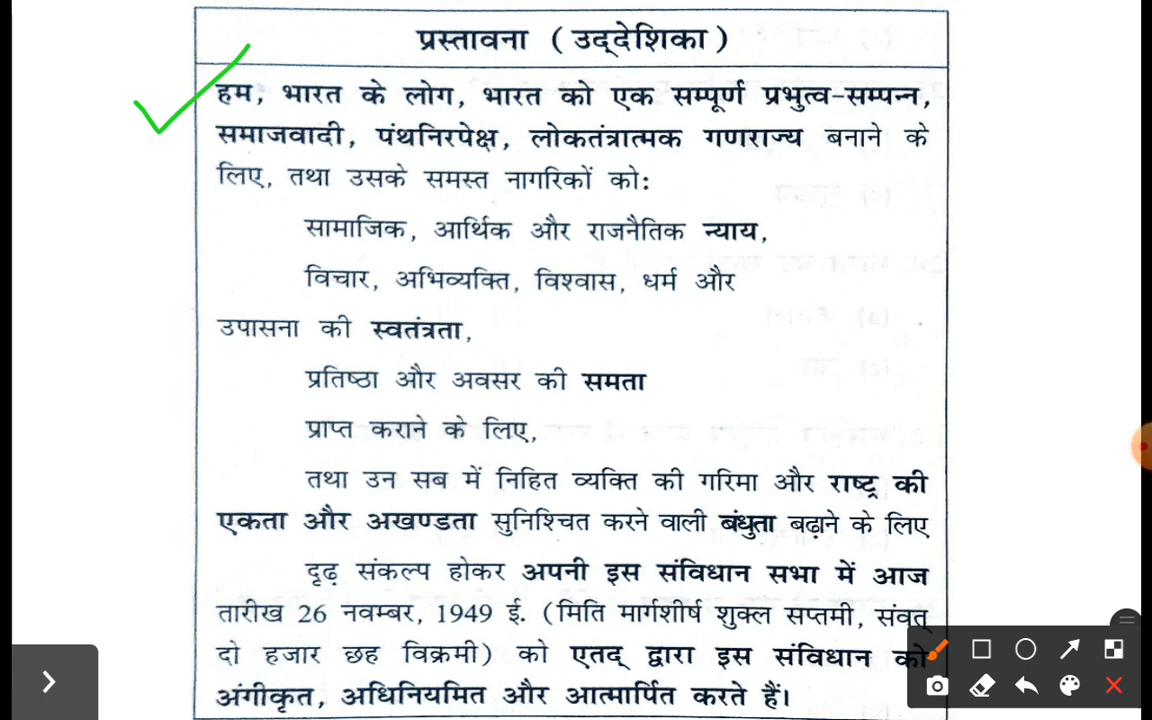 प्रस्तावना (उद्देशिका)
हम, भारत के लोग, भारत को एक सम्पूर्ण प्रभुत्व-सम्पन्न,
समाजवादी, पंथनिरपेक्ष, लोकतंत्रात्मक गणराज्य बनाने के
लिए, तथा उसके समस्त नागरिकों को:
सामाजिक, आर्थिक और राजनैतिक न्याय,
विचार, अभिव्यक्ति, विश्वास, धर्म और
उपासना की स्वतंत्रता,
प्रतिष्ठा और अवसर की समता
प्राप्त कराने के लिए,
तथा उन सब में निहित व्यक्ति की गरिमा और राष्ट्र की
एकता और अखण्डता सुनिश्चित करने वाली बंधुता बढ़ाने के लिए
दृढ़ संकल्प होकर अपनी इस संविधान सभा में आज
तारीख 26 नवम्बर, 1949 ई. (मिति मार्गशीर्ष शुक्ल सप्तमी, संवत्
दो हजार छह विक्रमी) को एतद् द्वारा इस संविधान को
अंगीकृत, अधिनियमित और आत्मार्पित करते हैं।